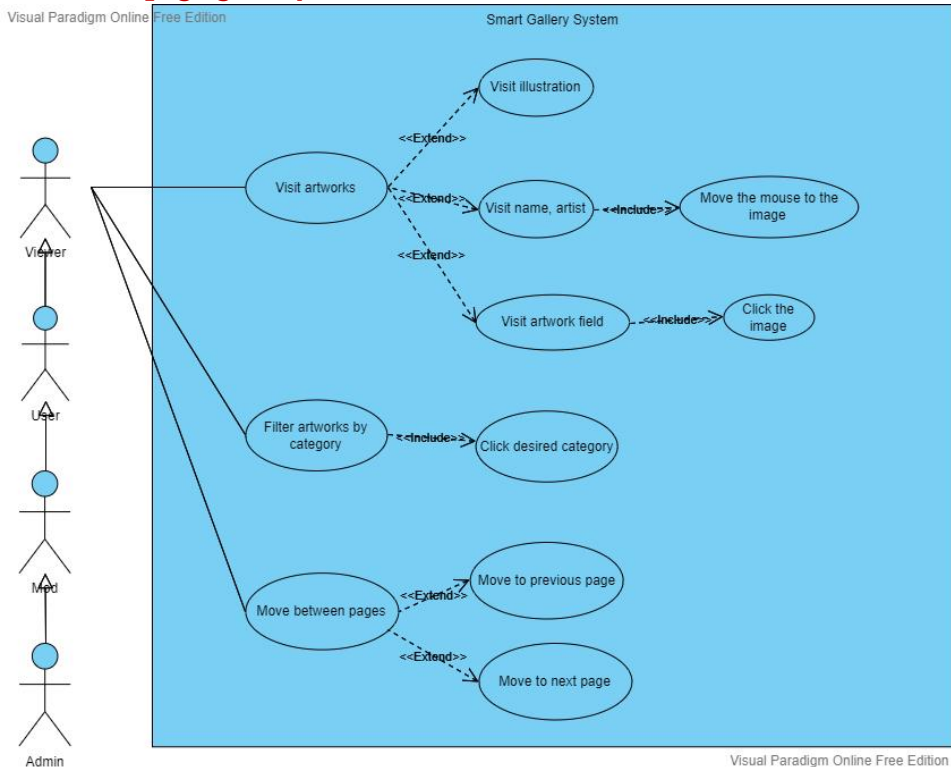 Visual Paradigm Online Free Edition
Smart Gallery System
Visit illustration
<<Extend>>
Visit artworks
<<Extend>>
Visit name, artist
<<Include>>
Move the mouse to the
image
Viewer
<<Extend>>
Visit artwork field
<<Include>>
Click the
image
User
Filter artworks by
category
<<Include>>
Click desired category
Mod
Move between pages
<<Extend>>
Move to previous page
<<Extend>>
Move to next page
Admin
Visual Paradigm Online Free Edition